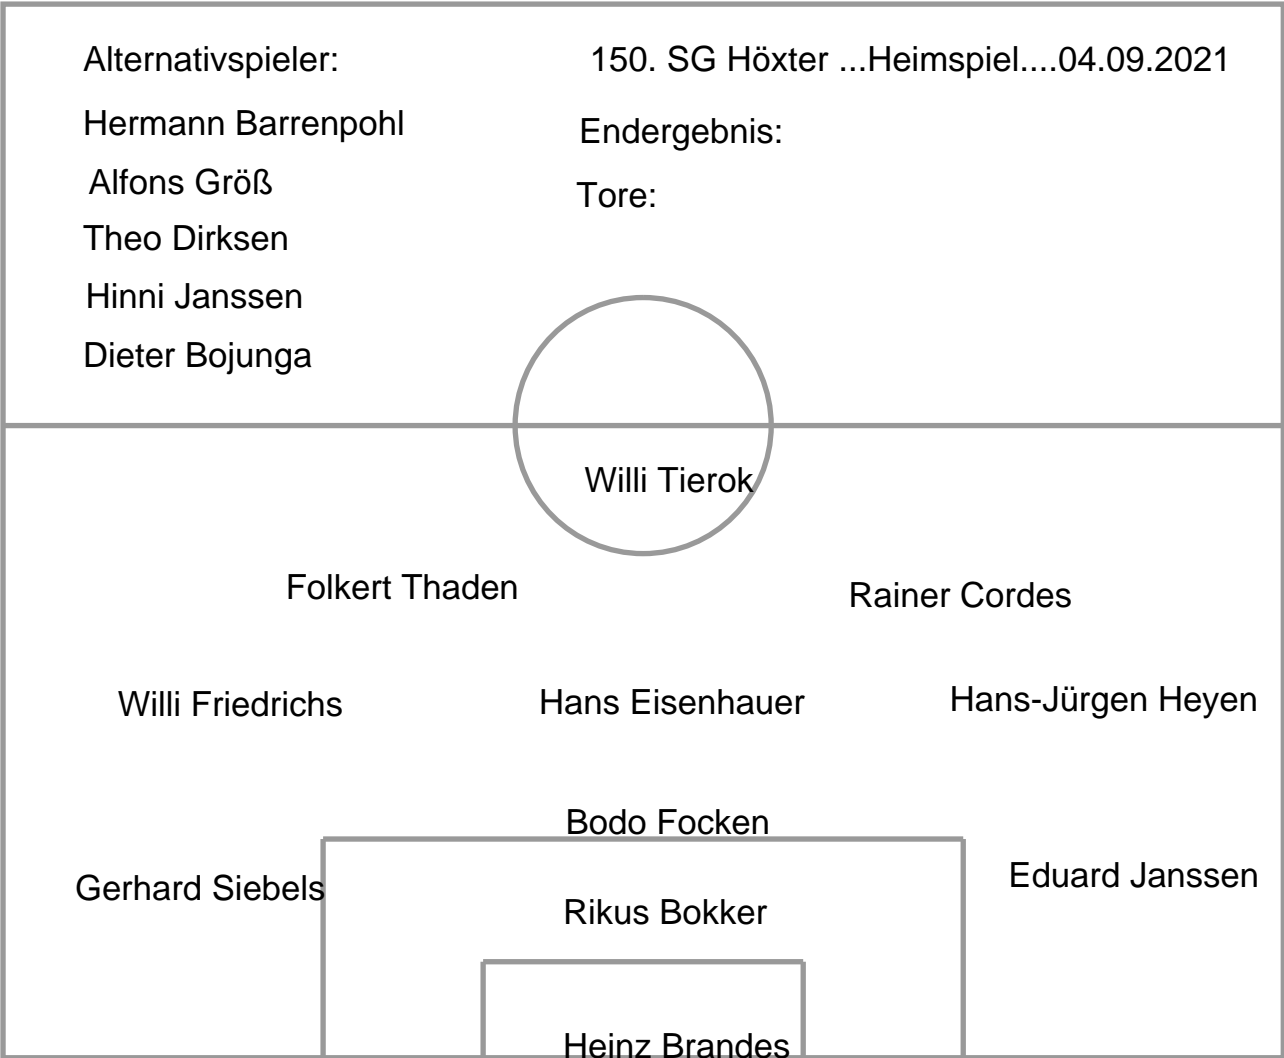 Alternativspieler:
150. SG Höxter ...Heimspiel....04.09.2021
Hermann Barrenpohl
Endergebnis:
Alfons Größ
Tore:
Theo Dirksen
Hinni Janssen
Dieter Bojunga
Willi Tierok
Folkert Thaden
Rainer Cordes
Willi Friedrichs
Hans Eisenhauer
Hans-Jürgen Heyen
Bodo Focken
Gerhard Siebels
Eduard Janssen
Rikus Bokker
Heinz Brandes